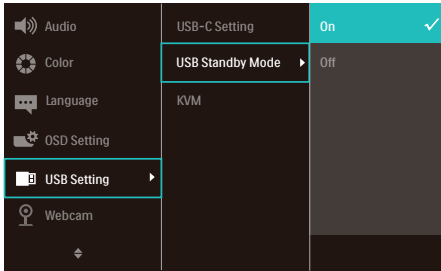 Audio
Color
Language
OSD Setting
USB Setting
Webcam
USB-C Setting
USB Standby Mode
KVM
On
Off